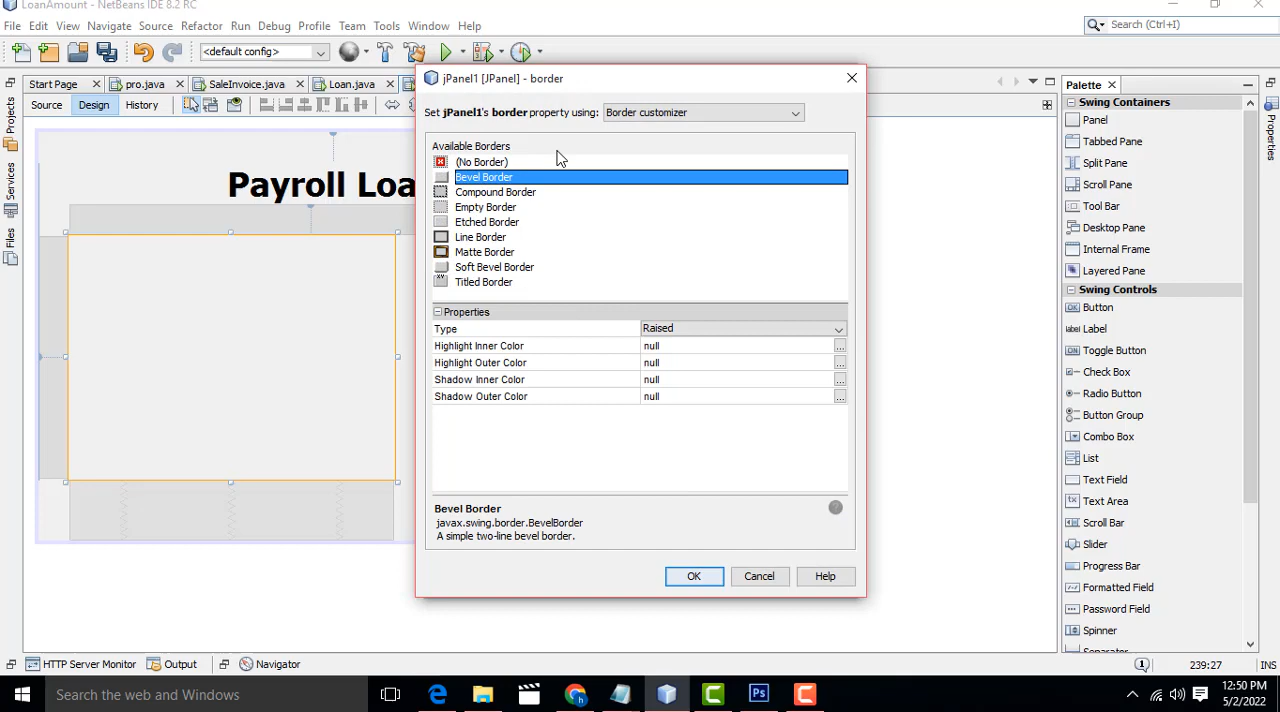 LoanAmount - NetBeans IDE 8.2 RC
File Edit View Navigate Source Refactor Run Debug Profile Team Tools Window Help
Search (Ctrl+I)
<default config>
Start Page pro.java SaleInvoice.java Loan.java
Source Design History
Projects
Services
Files
Payroll Loa
jPanel1 [JPanel] - border
Set jPanel1's border property using: Border customizer
Available Borders
(No Border)
Bevel Border
Compound Border
Empty Border
Etched Border
Line Border
Matte Border
Soft Bevel Border
Titled Border
Properties
Type Raised
Highlight Inner Color null
Highlight Outer Color null
Shadow Inner Color null
Shadow Outer Color null
Bevel Border
javax.swing.border.BevelBorder
A simple two-line bevel border.
OK Cancel Help
Palette
Swing Containers
Panel
Tabbed Pane
Split Pane
Scroll Pane
Tool Bar
Desktop Pane
Internal Frame
Layered Pane
Swing Controls
OK Button
label Label
Toggle Button
Check Box
Radio Button
Button Group
Combo Box
List
Text Field
Text Area
Scroll Bar
Slider
Progress Bar
Formatted Field
Password Field
Spinner
Separator
Properties
HTTP Server Monitor Output Navigator
1 239:27 INS
Search the web and Windows
12:50 PM
5/2/2022